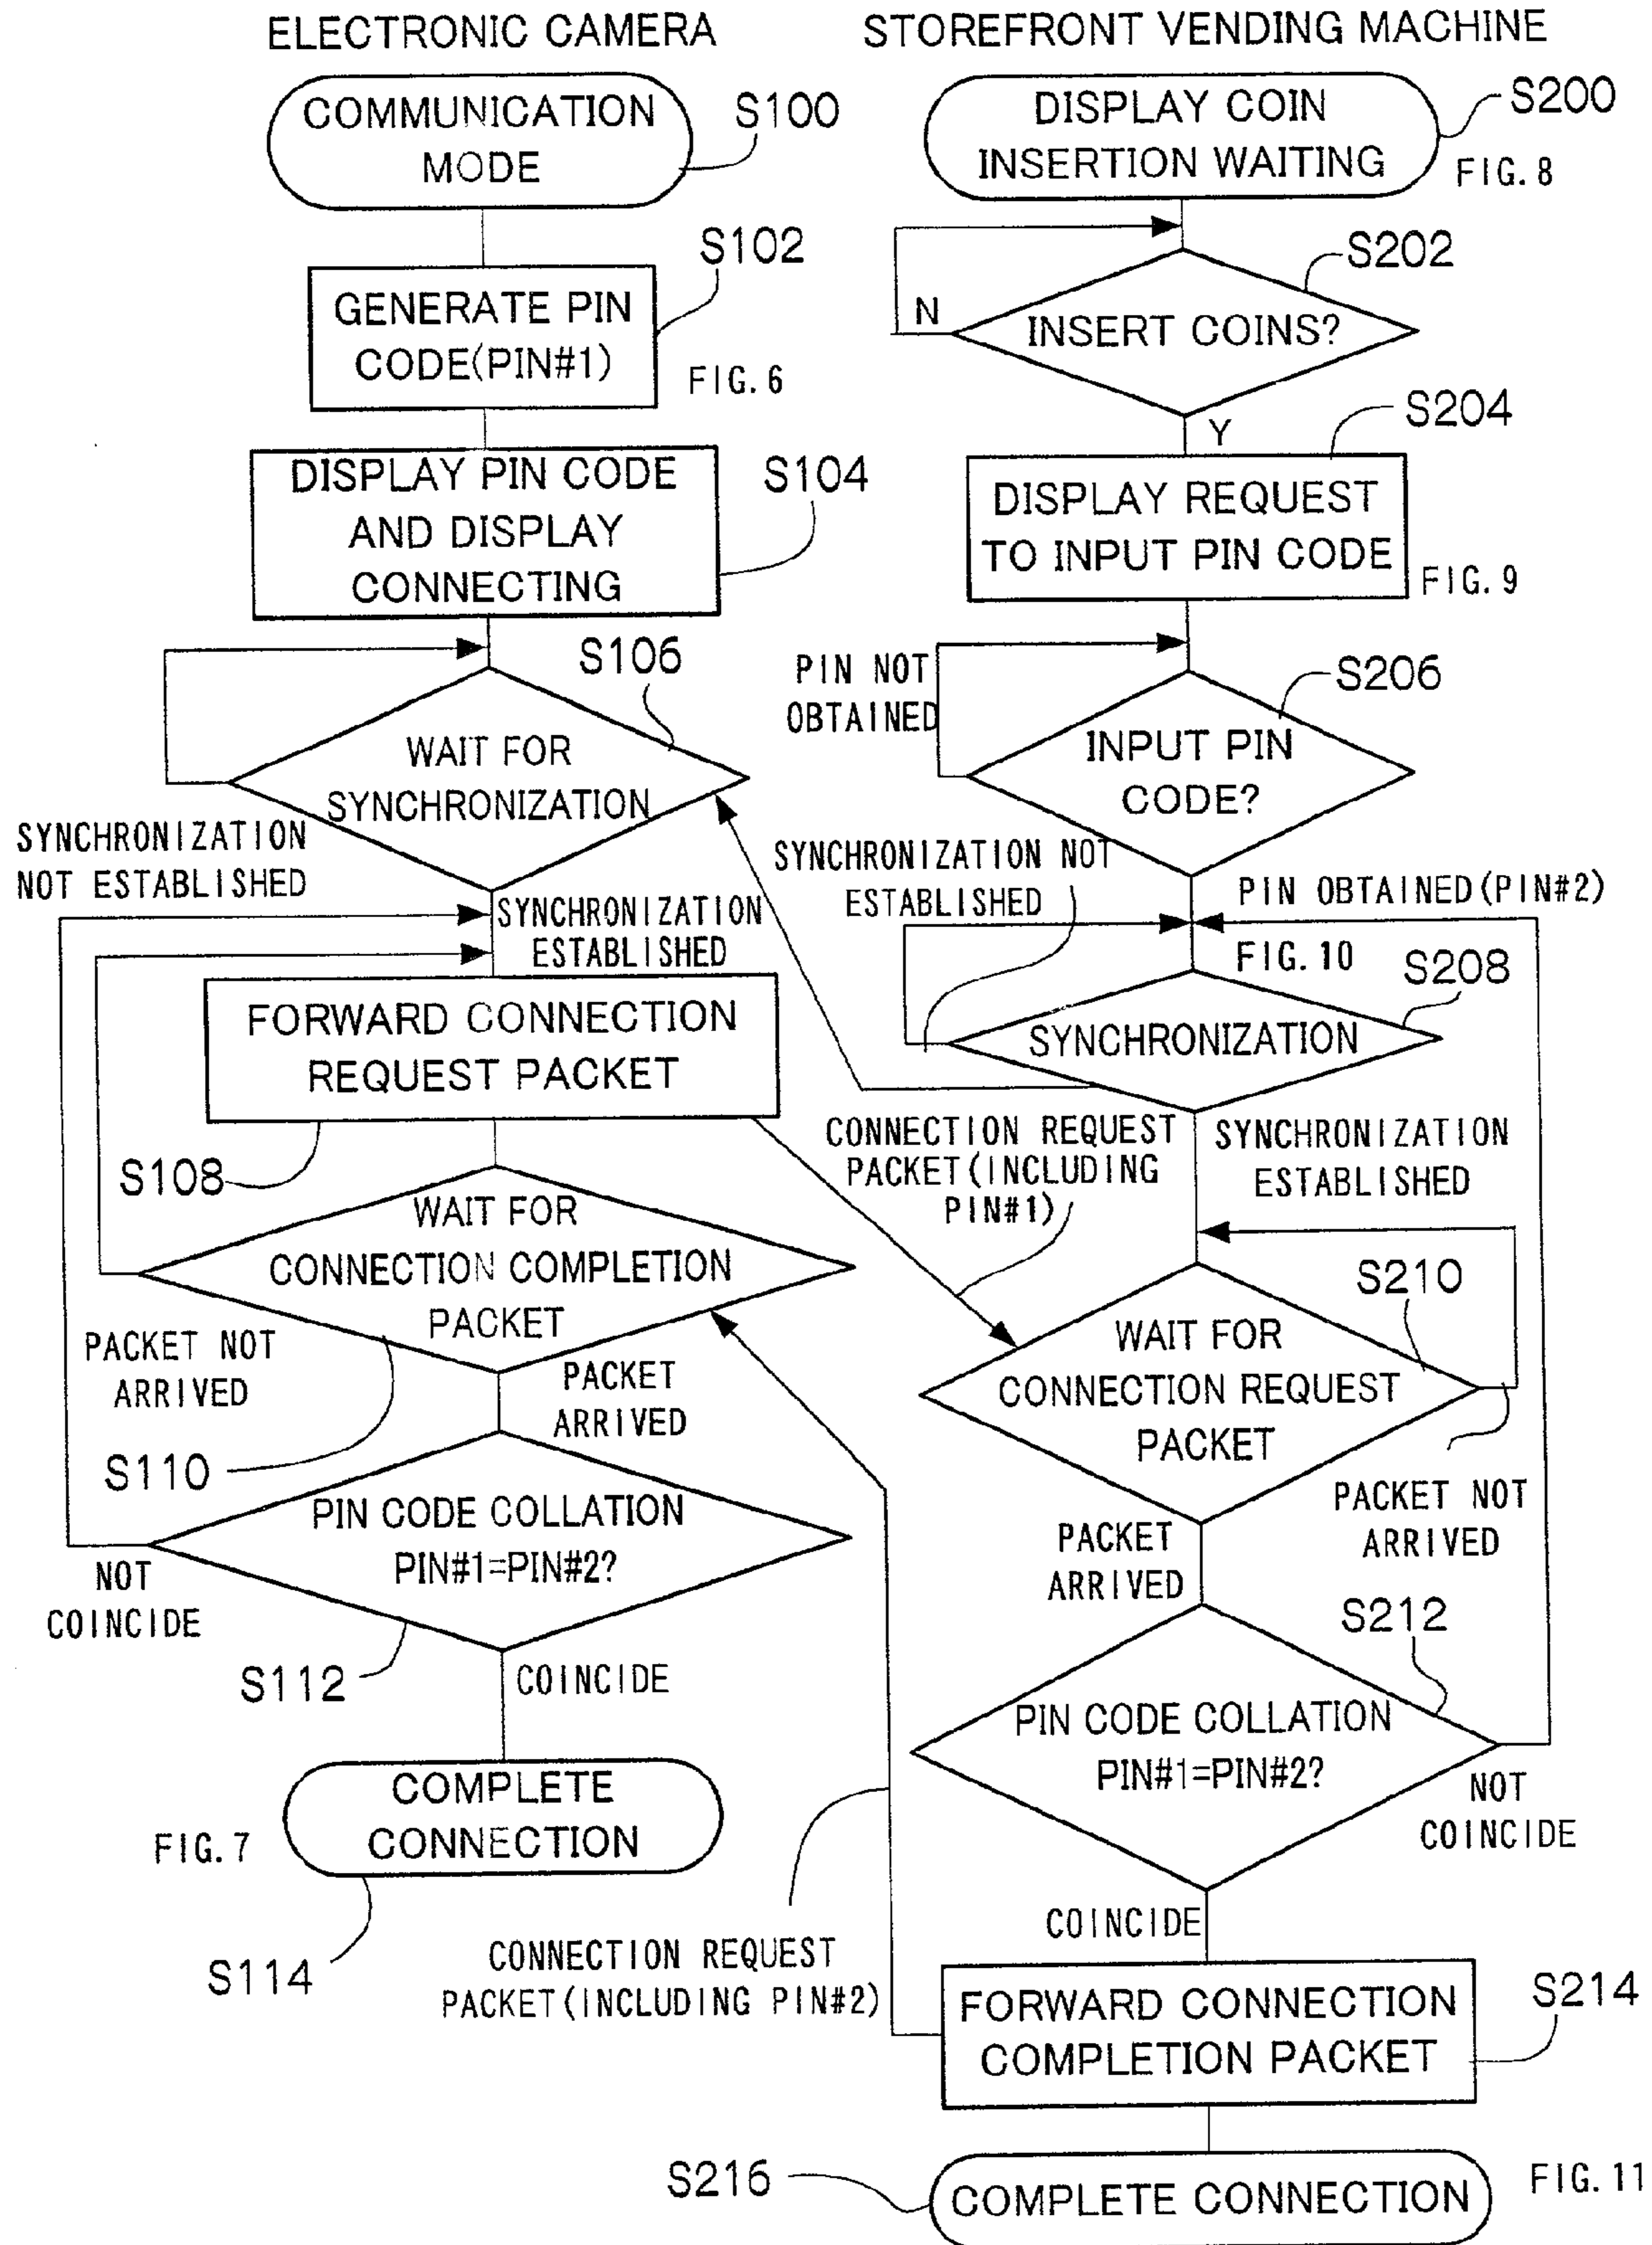 ELECTRONIC CAMERA
COMMUNICATION
MODE
S100
S102
GENERATE PIN
CODE(PIN#1)
FIG. 6
DISPLAY PIN CODE
AND DISPLAY
CONNECTING
S104
S106
WAIT FOR
SYNCHRONIZATION
SYNCHRONIZATION
NOT ESTABLISHED
SYNCHRONIZATION
ESTABLISHED
FORWARD CONNECTION
REQUEST PACKET
S108
WAIT FOR
CONNECTION COMPLETION
PACKET
PACKET NOT
ARRIVED
PACKET
ARRIVED
S110
PIN CODE COLLATION
PIN#1=PIN#2?
NOT
COINCIDE
S112
COINCIDE
COMPLETE
CONNECTION
FIG. 7
S114
STOREFRONT VENDING MACHINE
DISPLAY COIN
INSERTION WAITING
S200
FIG. 8
S202
N
INSERT COINS?
Y
S204
DISPLAY REQUEST
TO INPUT PIN CODE
FIG. 9
PIN NOT
OBTAINED
S206
INPUT PIN
CODE?
SYNCHRONIZATION NOT
ESTABLISHED
PIN OBTAINED(PIN#2)
FIG. 10
S208
SYNCHRONIZATION
CONNECTION REQUEST
PACKET(INCLUDING
PIN#1)
SYNCHRONIZATION
ESTABLISHED
S210
WAIT FOR
CONNECTION REQUEST
PACKET
PACKET NOT
ARRIVED
PACKET
ARRIVED
S212
PIN CODE COLLATION
PIN#1=PIN#2?
NOT
COINCIDE
COINCIDE
CONNECTION REQUEST
PACKET(INCLUDING PIN#2)
FORWARD CONNECTION
COMPLETION PACKET
S214
S216
COMPLETE CONNECTION
FIG. 11